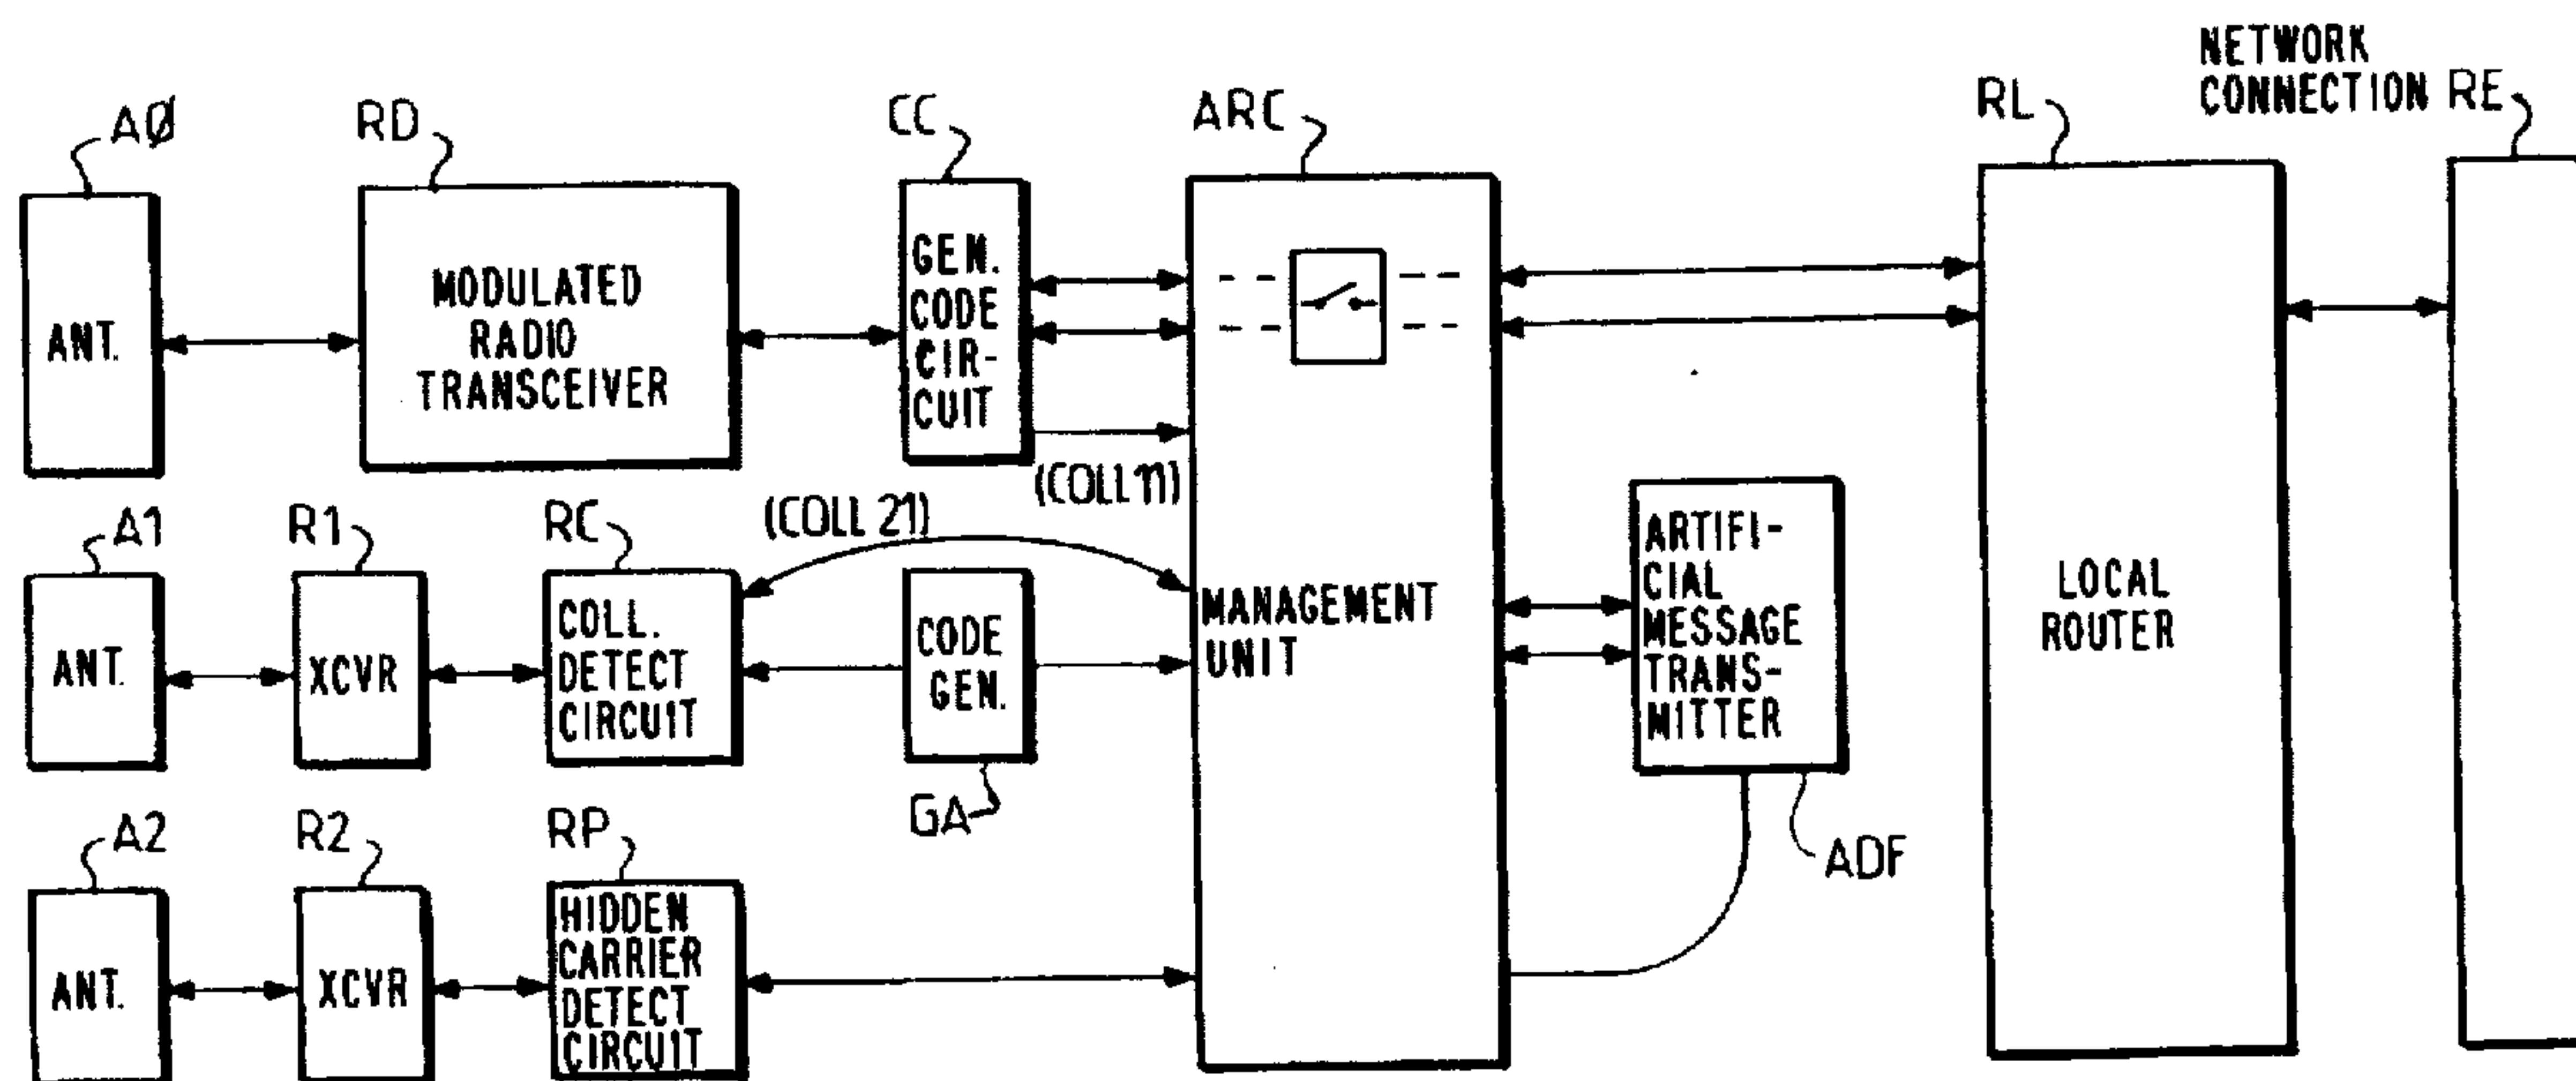 NETWORK
CONNECTION
AØ
RD
CC
ARC
RL
RE
ANT.
MODULATED
RADIO
TRANSCEIVER
GEN.
CODE
CIR-
CUIT
(COLL 11)
A1
R1
RC
(COLL 21)
ANT.
XCVR
COLL.
DETECT
CIRCUIT
CODE
GEN.
GA
MANAGEMENT
UNIT
ARTIFI-
CIAL
MESSAGE
TRANS-
MITTER
ADF
LOCAL
ROUTER
A2
R2
RP
ANT.
XCVR
HIDDEN
CARRIER
DETECT
CIRCUIT